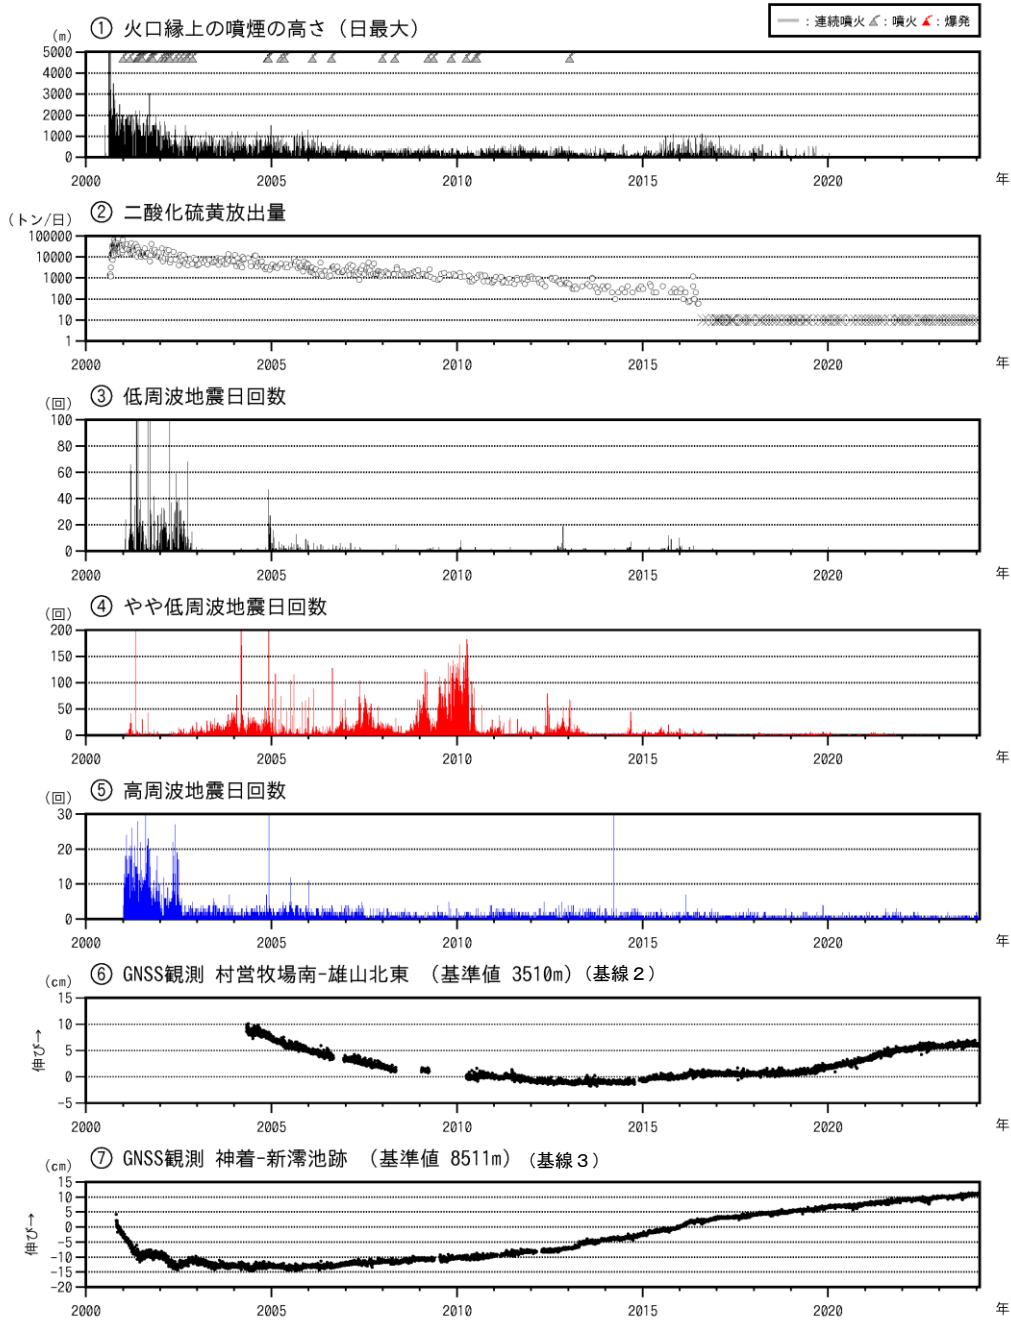 ━ : 連続噴火 : 噴火 : 爆発
① 火口縁上の噴煙の高さ（日最大）
(m)
5000
4000
3000
2000
1000
0
2000 2005 2010 2015 2020 年
② 二酸化硫黄放出量
(トン/日)
100000
10000
1000
100
10
1
2000 2005 2010 2015 2020 年
③ 低周波地震日回数
(回)
100
80
60
40
20
0
2000 2005 2010 2015 2020 年
④ やや低周波地震日回数
(回)
200
150
100
50
0
2000 2005 2010 2015 2020 年
⑤ 高周波地震日回数
(回)
30
20
10
0
2000 2005 2010 2015 2020 年
⑥ GNSS観測 村営牧場南-雄山北東 （基準値 3510m）（基線２）
(cm)
15
10
5
0
-5
伸び→
2000 2005 2010 2015 2020 年
⑦ GNSS観測 神着-新澪池跡 （基準値 8511m）（基線３）
(cm)
15
10
5
0
-5
-10
-15
-20
伸び→
2000 2005 2010 2015 2020 年